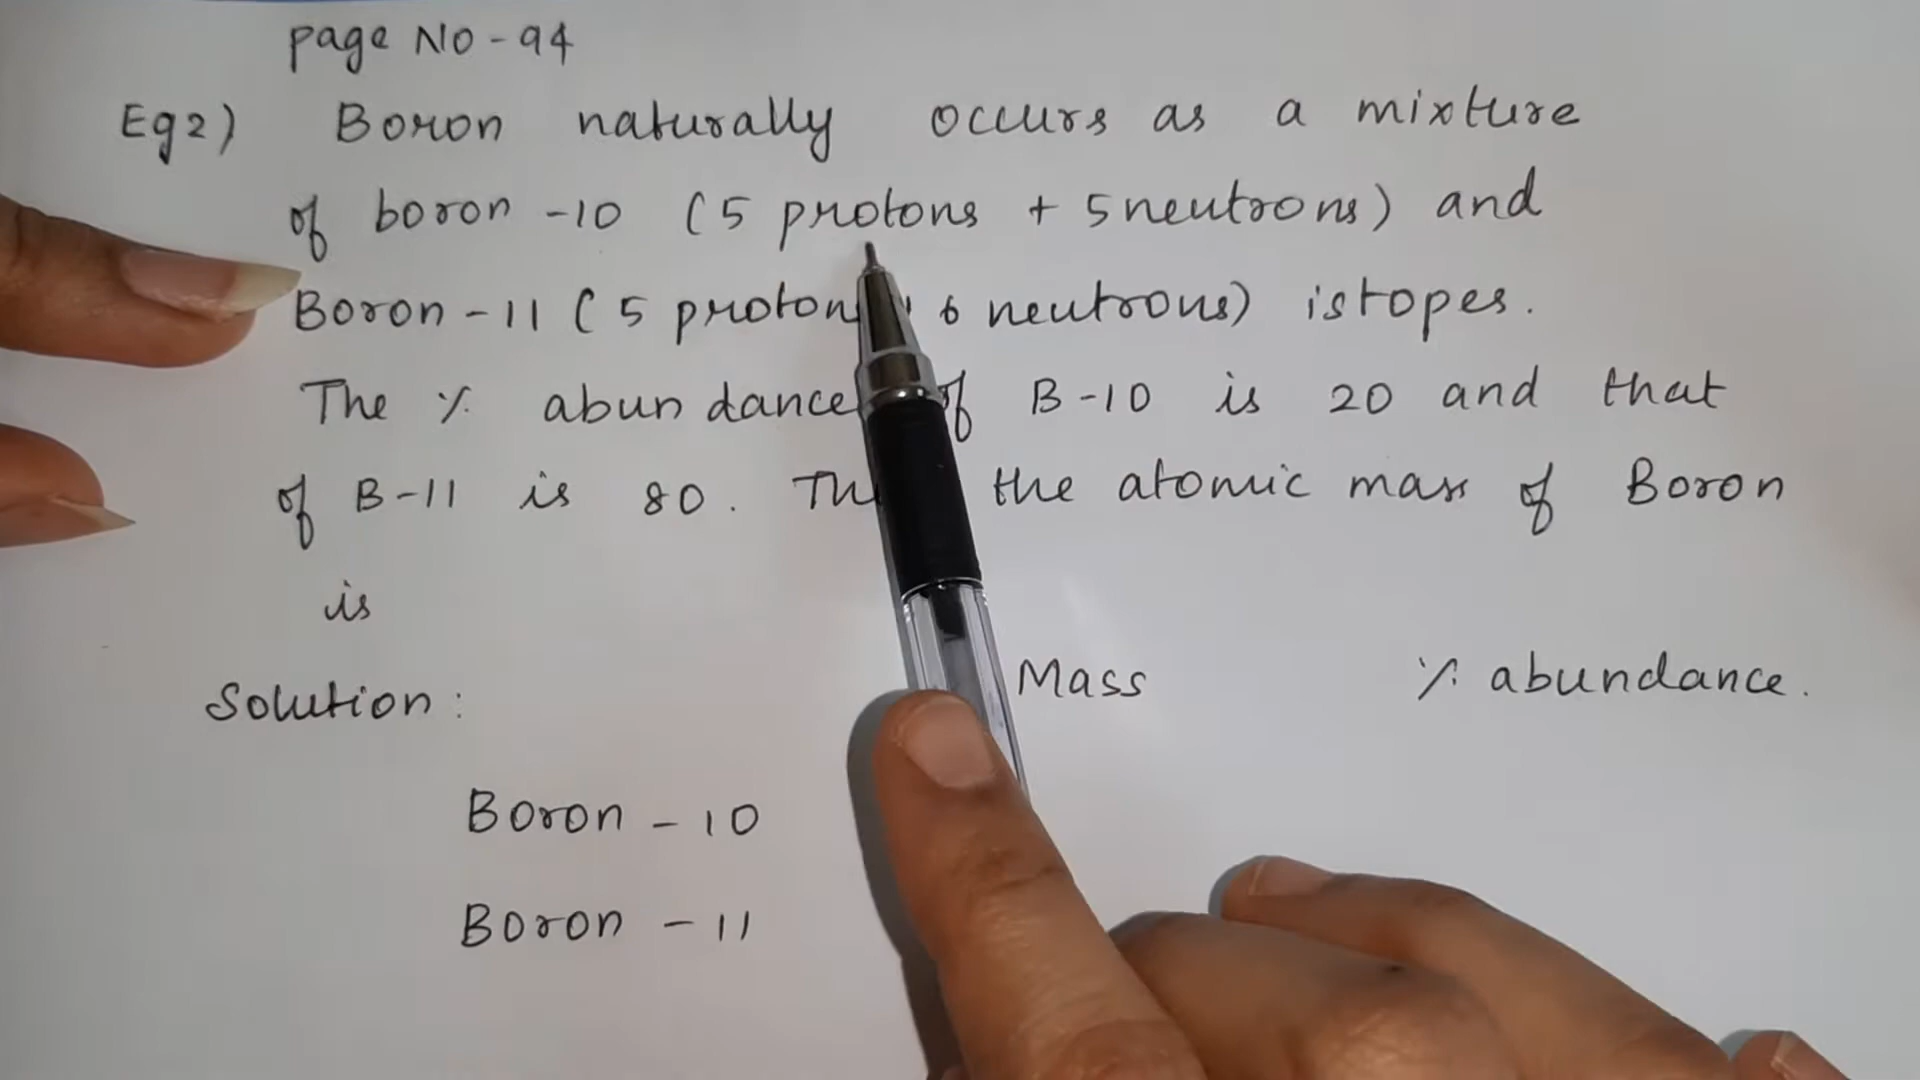 page NO - 94
Eg2) Boron naturally occurs as a mixture
of boron -10 (5 protons + 5 neutrons) and
Boron - 11 ( 5 proton 6 neutrons) istopes.
The % abundance of B-10 is 20 and that
of B-11 is 80. the atomic mass of Boron
is
Solution: Mass % abundance.
Boron - 10
Boron - 11